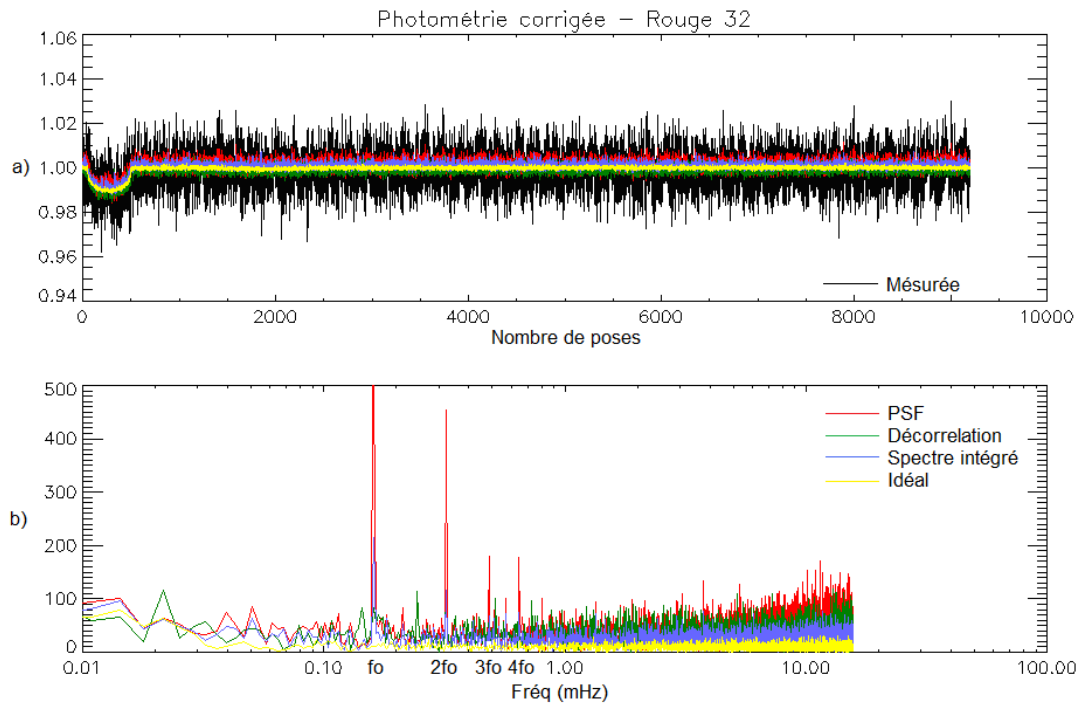 Photométrie corrigée – Rouge 32
1.06
1.04
1.02
a) 1.00
0.98
0.96
0.94
Mésurée
0 2000 4000 6000 8000 10000
Nombre de poses
500
400
300
b)
200
100
0
PSF
Décorrelation
Spectre intégré
Idéal
0.01 0.10 fo 2fo 3fo 4fo 1.00 10.00 100.00
Fréq (mHz)